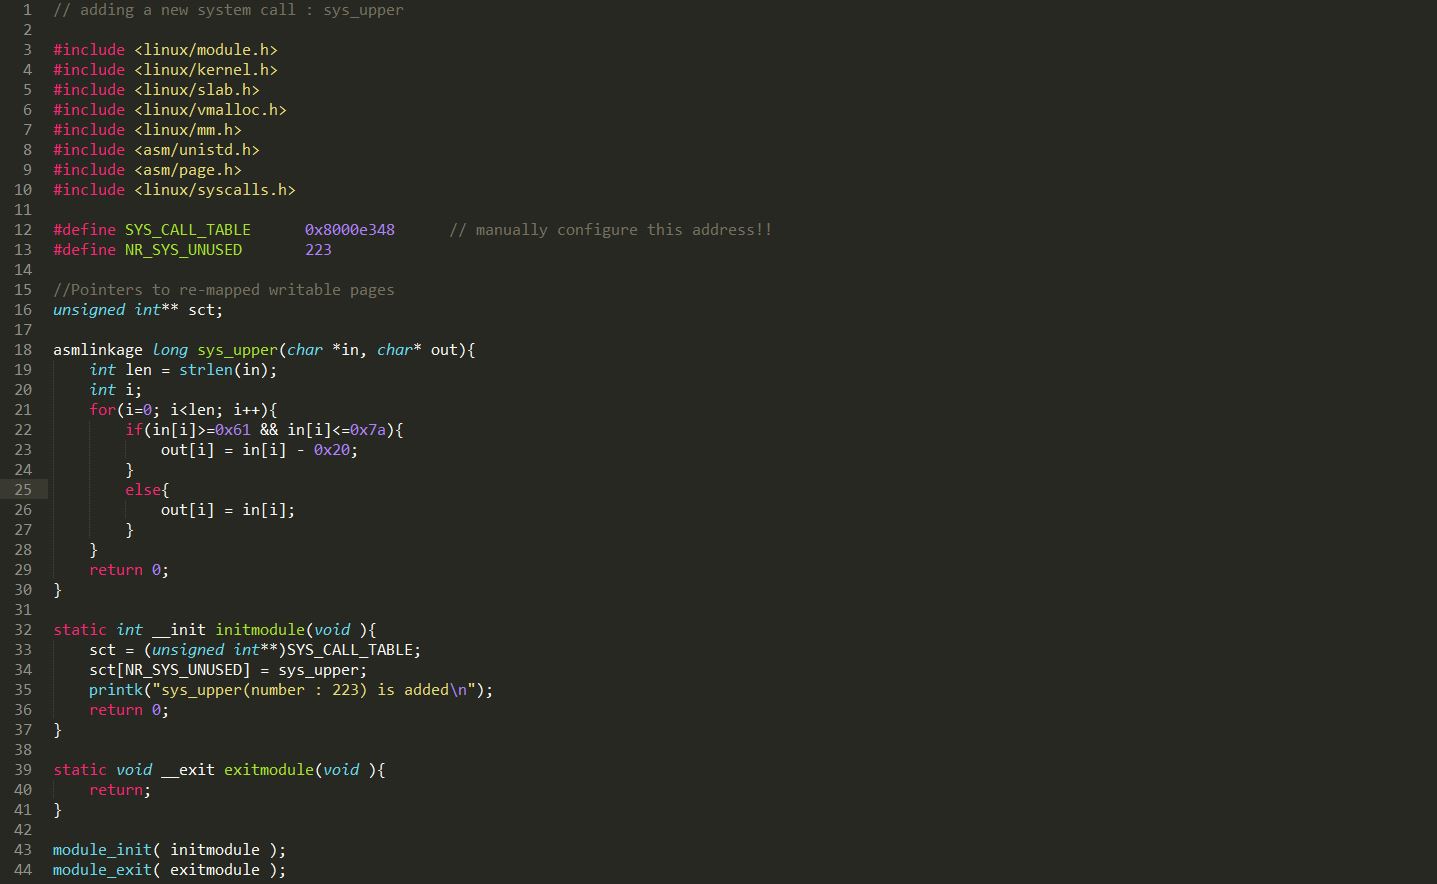 1 // adding a new system call : sys_upper
2
3 #include <linux/module.h>
4 #include <linux/kernel.h>
5 #include <linux/slab.h>
6 #include <linux/vmalloc.h>
7 #include <linux/mm.h>
8 #include <asm/unistd.h>
9 #include <asm/page.h>
10 #include <linux/syscalls.h>
11
12 #define SYS_CALL_TABLE      0x8000e348      // manually configure this address!!
13 #define NR_SYS_UNUSED       223
14
15 //Pointers to re-mapped writable pages
16 unsigned int** sct;
17
18 asmlinkage long sys_upper(char *in, char* out){
19     int len = strlen(in);
20     int i;
21     for(i=0; i<len; i++){
22         if(in[i]>=0x61 && in[i]<=0x7a){
23             out[i] = in[i] - 0x20;
24         }
25         else{
26             out[i] = in[i];
27         }
28     }
29     return 0;
30 }
31
32 static int __init initmodule(void ){
33     sct = (unsigned int**)SYS_CALL_TABLE;
34     sct[NR_SYS_UNUSED] = sys_upper;
35     printk("sys_upper(number : 223) is added\n");
36     return 0;
37 }
38
39 static void __exit exitmodule(void ){
40     return;
41 }
42
43 module_init( initmodule );
44 module_exit( exitmodule );